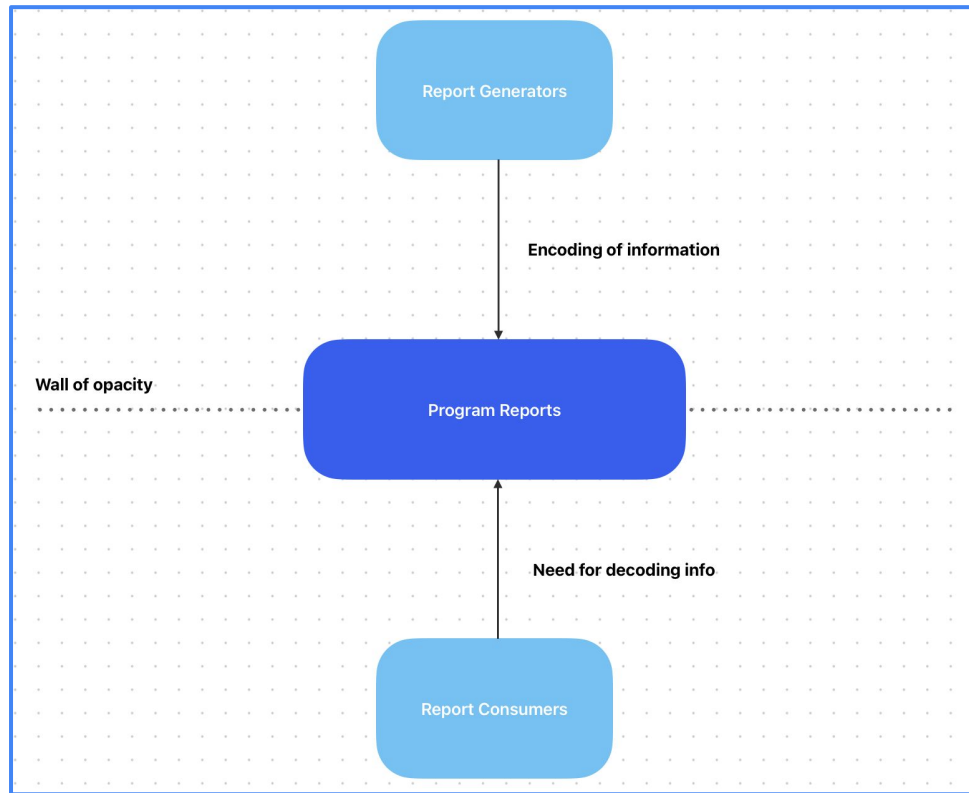 Report Generators
Encoding of information
Wall of opacity
Program Reports
Need for decoding info
Report Consumers